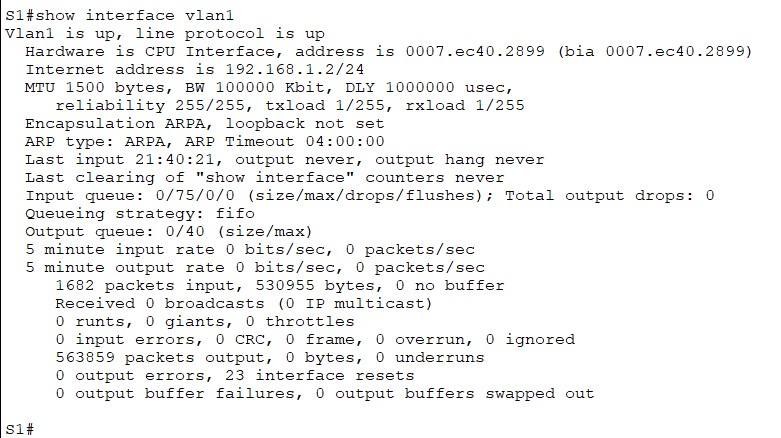 S1#show interface vlan1
Vlan1 is up, line protocol is up
Hardware is CPU Interface, address is 0007.ec40.2899 (bia 0007.ec40.2899)
Internet address is 192.168.1.2/24
MTU 1500 bytes, BW 100000 Kbit, DLY 1000000 usec,
reliability 255/255, txload 1/255, rxload 1/255
Encapsulation ARPA, loopback not set
ARP type: ARPA, ARP Timeout 04:00:00
Last input 21:40:21, output never, output hang never
Last clearing of "show interface" counters never
Input queue: 0/75/0/0 (size/max/drops/flushes); Total output drops: 0
Queueing strategy: fifo
Output queue: 0/40 (size/max)
5 minute input rate 0 bits/sec, 0 packets/sec
5 minute output rate 0 bits/sec, 0 packets/sec
1682 packets input, 530955 bytes, 0 no buffer
Received 0 broadcasts (0 IP multicast)
0 runts, 0 giants, 0 throttles
0 input errors, 0 CRC, 0 frame, 0 overrun, 0 ignored
563859 packets output, 0 bytes, 0 underruns
0 output errors, 23 interface resets
0 output buffer failures, 0 output buffers swapped out
S1#